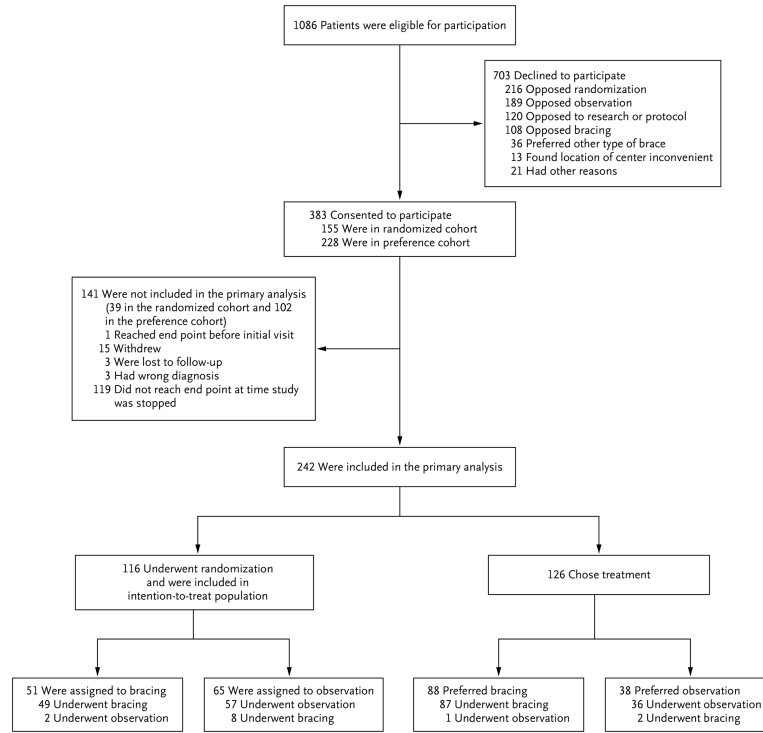 1086 Patients were eligible for participation
703 Declined to participate
216 Opposed randomization
189 Opposed observation
120 Opposed to research or protocol
108 Opposed bracing
36 Preferred other type of brace
13 Found location of center inconvenient
21 Had other reasons
383 Consented to participate
155 Were in randomized cohort
228 Were in preference cohort
141 Were not included in the primary analysis
(39 in the randomized cohort and 102
in the preference cohort)
1 Reached end point before initial visit
15 Withdrew
3 Were lost to follow-up
3 Had wrong diagnosis
119 Did not reach end point at time study
was stopped
242 Were included in the primary analysis
116 Underwent randomization
and were included in
intention-to-treat population
126 Chose treatment
51 Were assigned to bracing
49 Underwent bracing
2 Underwent observation
65 Were assigned to observation
57 Underwent observation
8 Underwent bracing
88 Preferred bracing
87 Underwent bracing
1 Underwent observation
38 Preferred observation
36 Underwent observation
2 Underwent bracing